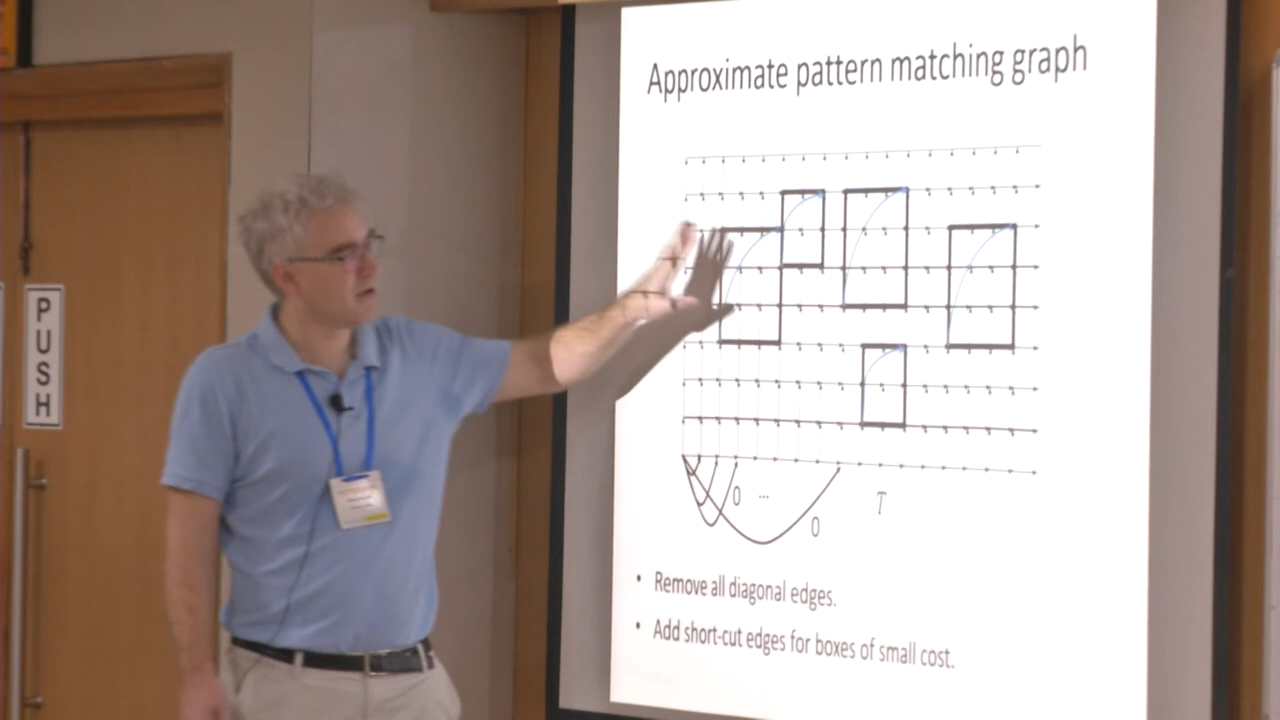 PUSH
Approximate pattern matching graph
0 ... 0 T
• Remove all diagonal edges.
• Add short-cut edges for boxes of small cost.